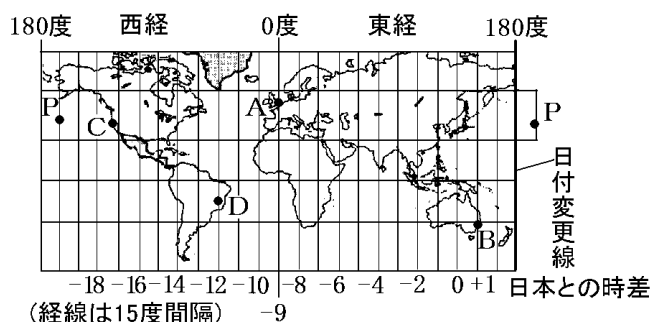 180度 西経 0度 東経 180度
P C A P
D B
日付変更線
-18 -16 -14 -12 -10 -8 -6 -4 -2 0 +1 日本との時差
(経線は15度間隔) -9